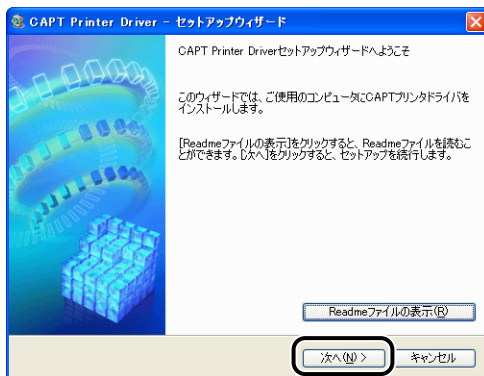 CAPT Printer Driver - セットアップウィザード
CAPT Printer Driverセットアップウィザードへようこそ
このウィザードでは、ご使用のコンピュータにCAPTプリンタドライバを
インストールします。
[Readmeファイルの表示]をクリックすると、Readmeファイルを読むこ
とができます。[次へ]をクリックすると、セットアップを続行します。
Readmeファイルの表示(R)
次へ(N) >
キャンセル